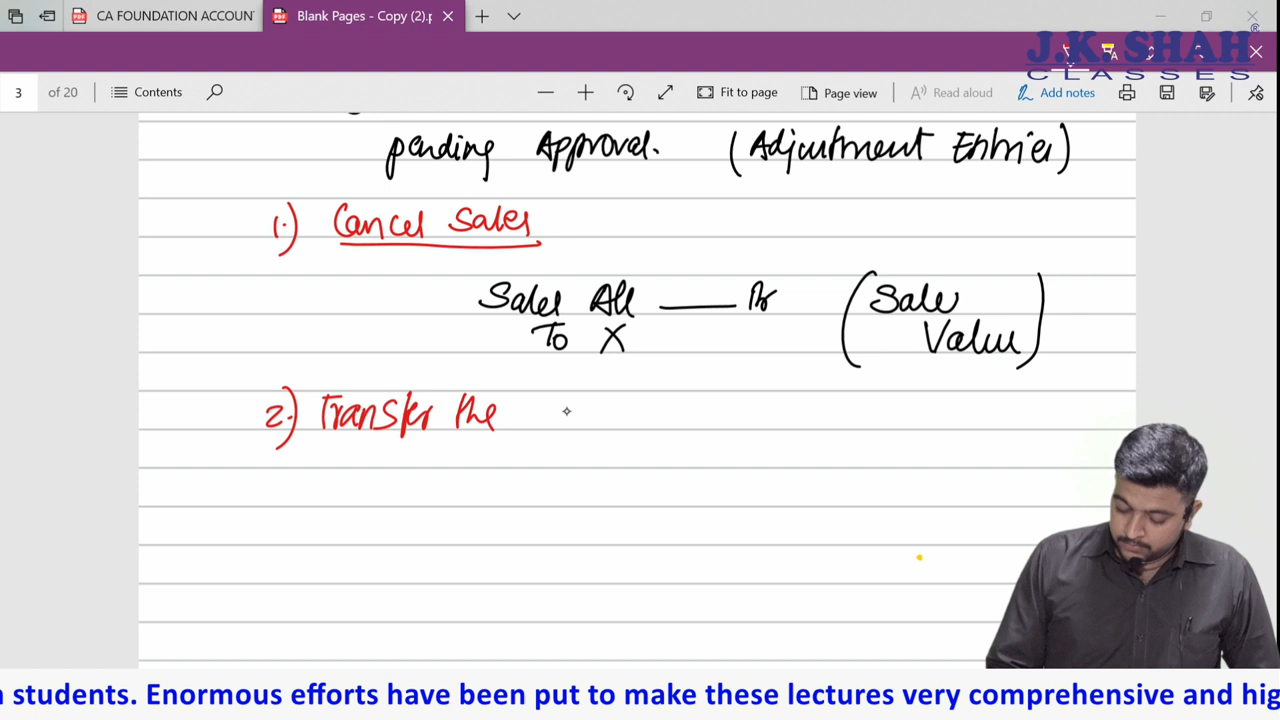 CA FOUNDATION ACCOUN
Blank Pages - Copy (2).p
J.K. SHAH®
CLASSES
3 of 20 Contents Fit to page Page view Read aloud Add notes
pending Approval. (Adjustment Entries)
1.) Cancel Sales
Sales A/c ——— Dr (Sale
To X Value)
2.) Transfer the
n students. Enormous efforts have been put to make these lectures very comprehensive and hig